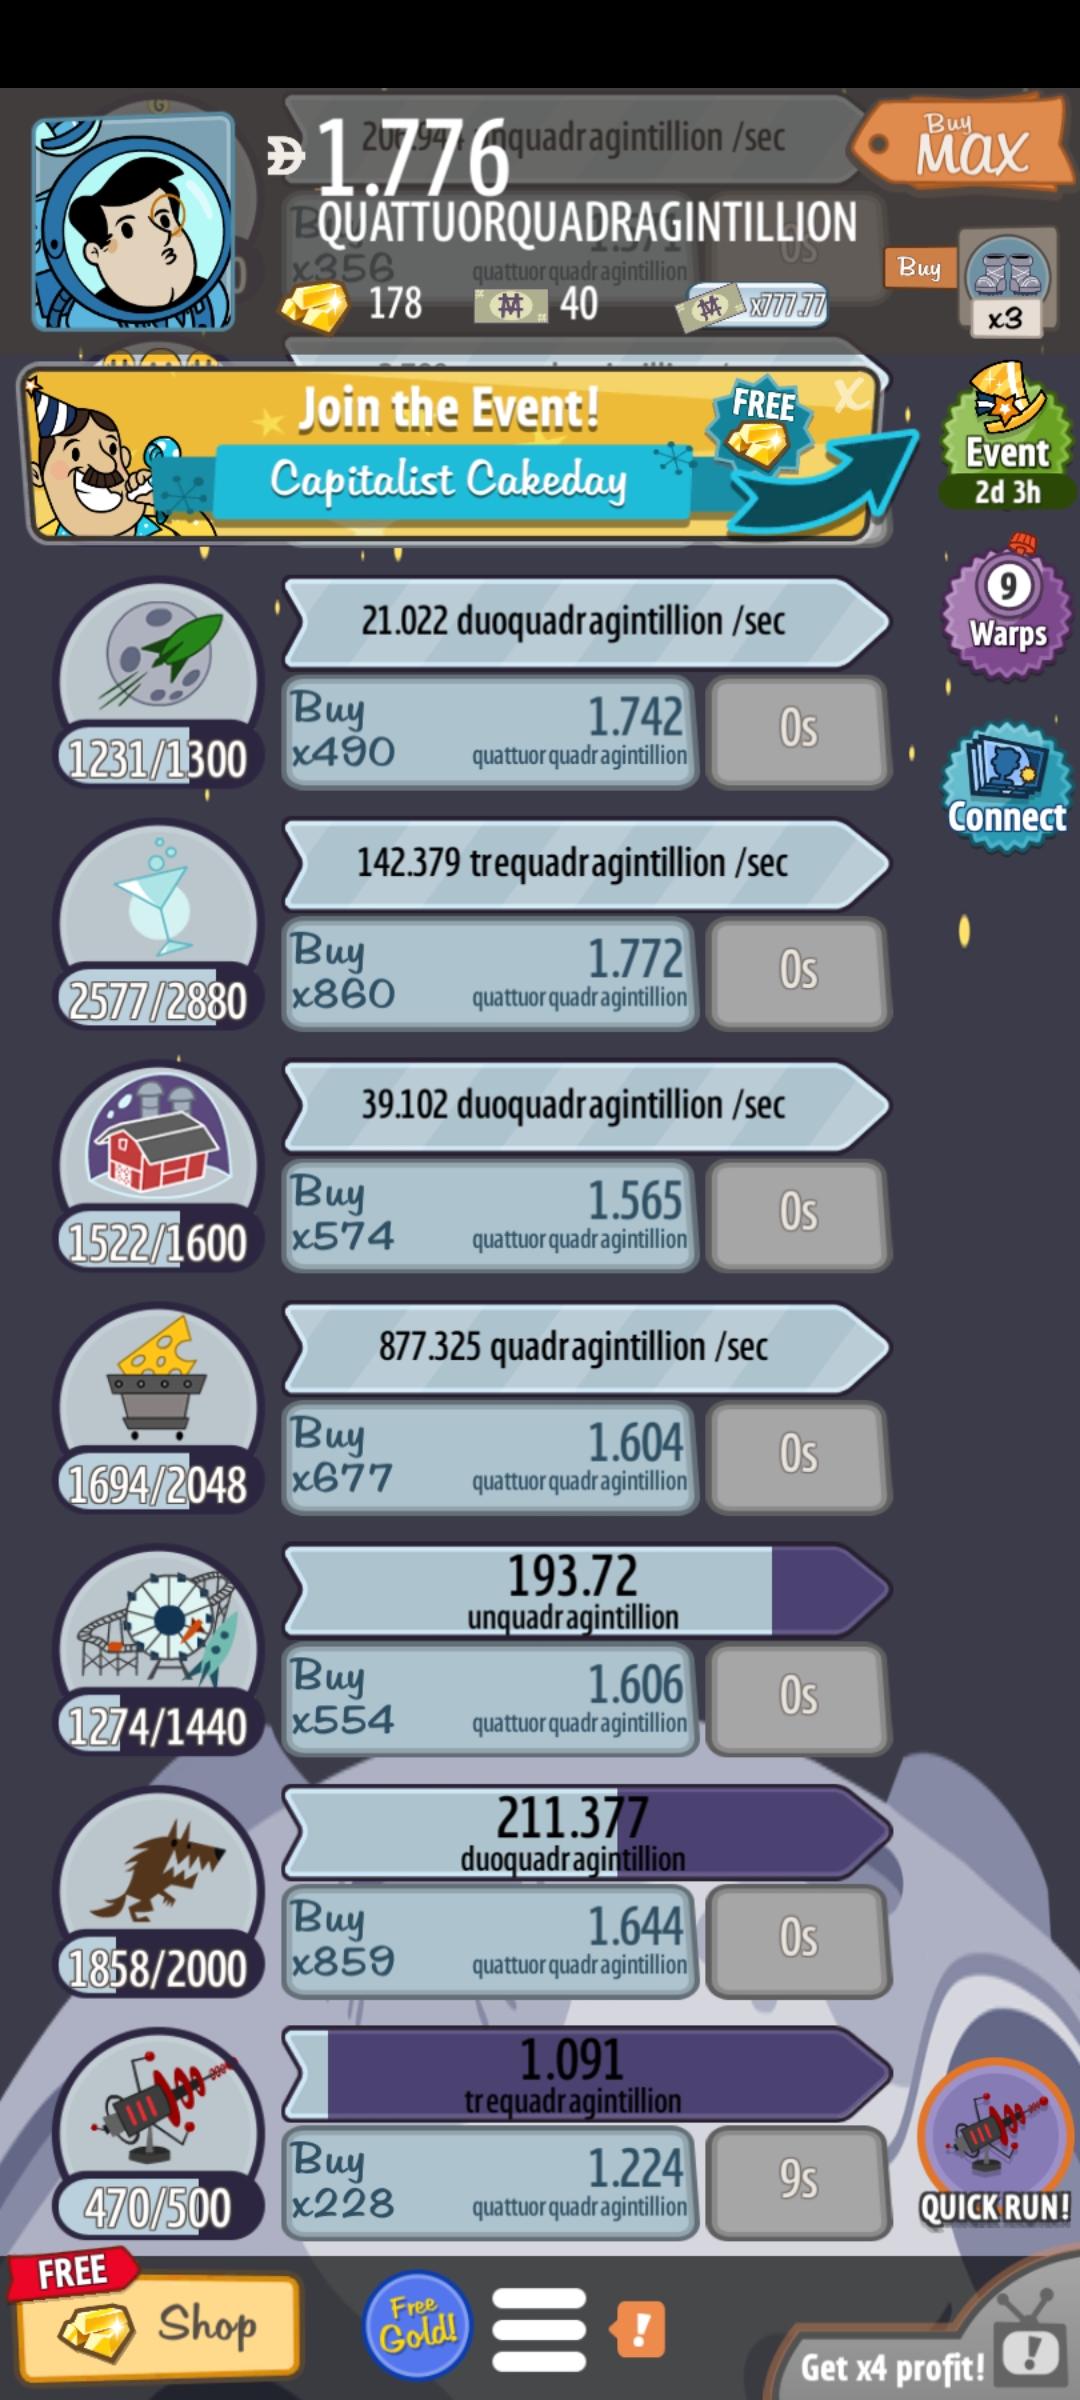 1.776
unquadragintillion /sec
QUATTUORQUADRAGINTILLION
Buy
MAX
x356
quattuorquadragintillion
0s
178
40
x777.77
Buy
x3
Join the Event!
FREE
x
Capitalist Cakeday
Event
2d 3h
21.022 duoquadragintillion /sec
9
Warps
Buy
x490
1.742
quattuorquadragintillion
0s
1231/1300
Connect
142.379 trequadragintillion /sec
Buy
x860
1.772
quattuorquadragintillion
0s
2577/2880
39.102 duoquadragintillion /sec
Buy
x574
1.565
quattuorquadragintillion
0s
1522/1600
877.325 quadragintillion /sec
Buy
x677
1.604
quattuorquadragintillion
0s
1694/2048
193.72
unquadragintillion
Buy
x554
1.606
quattuorquadragintillion
0s
1274/1440
211.377
duoquadragintillion
Buy
x859
1.644
quattuorquadragintillion
0s
1858/2000
1.091
trequadragintillion
Buy
x228
1.224
quattuorquadragintillion
9s
470/500
QUICK RUN!
FREE
Shop
Free
Gold!
!
!
Get x4 profit!